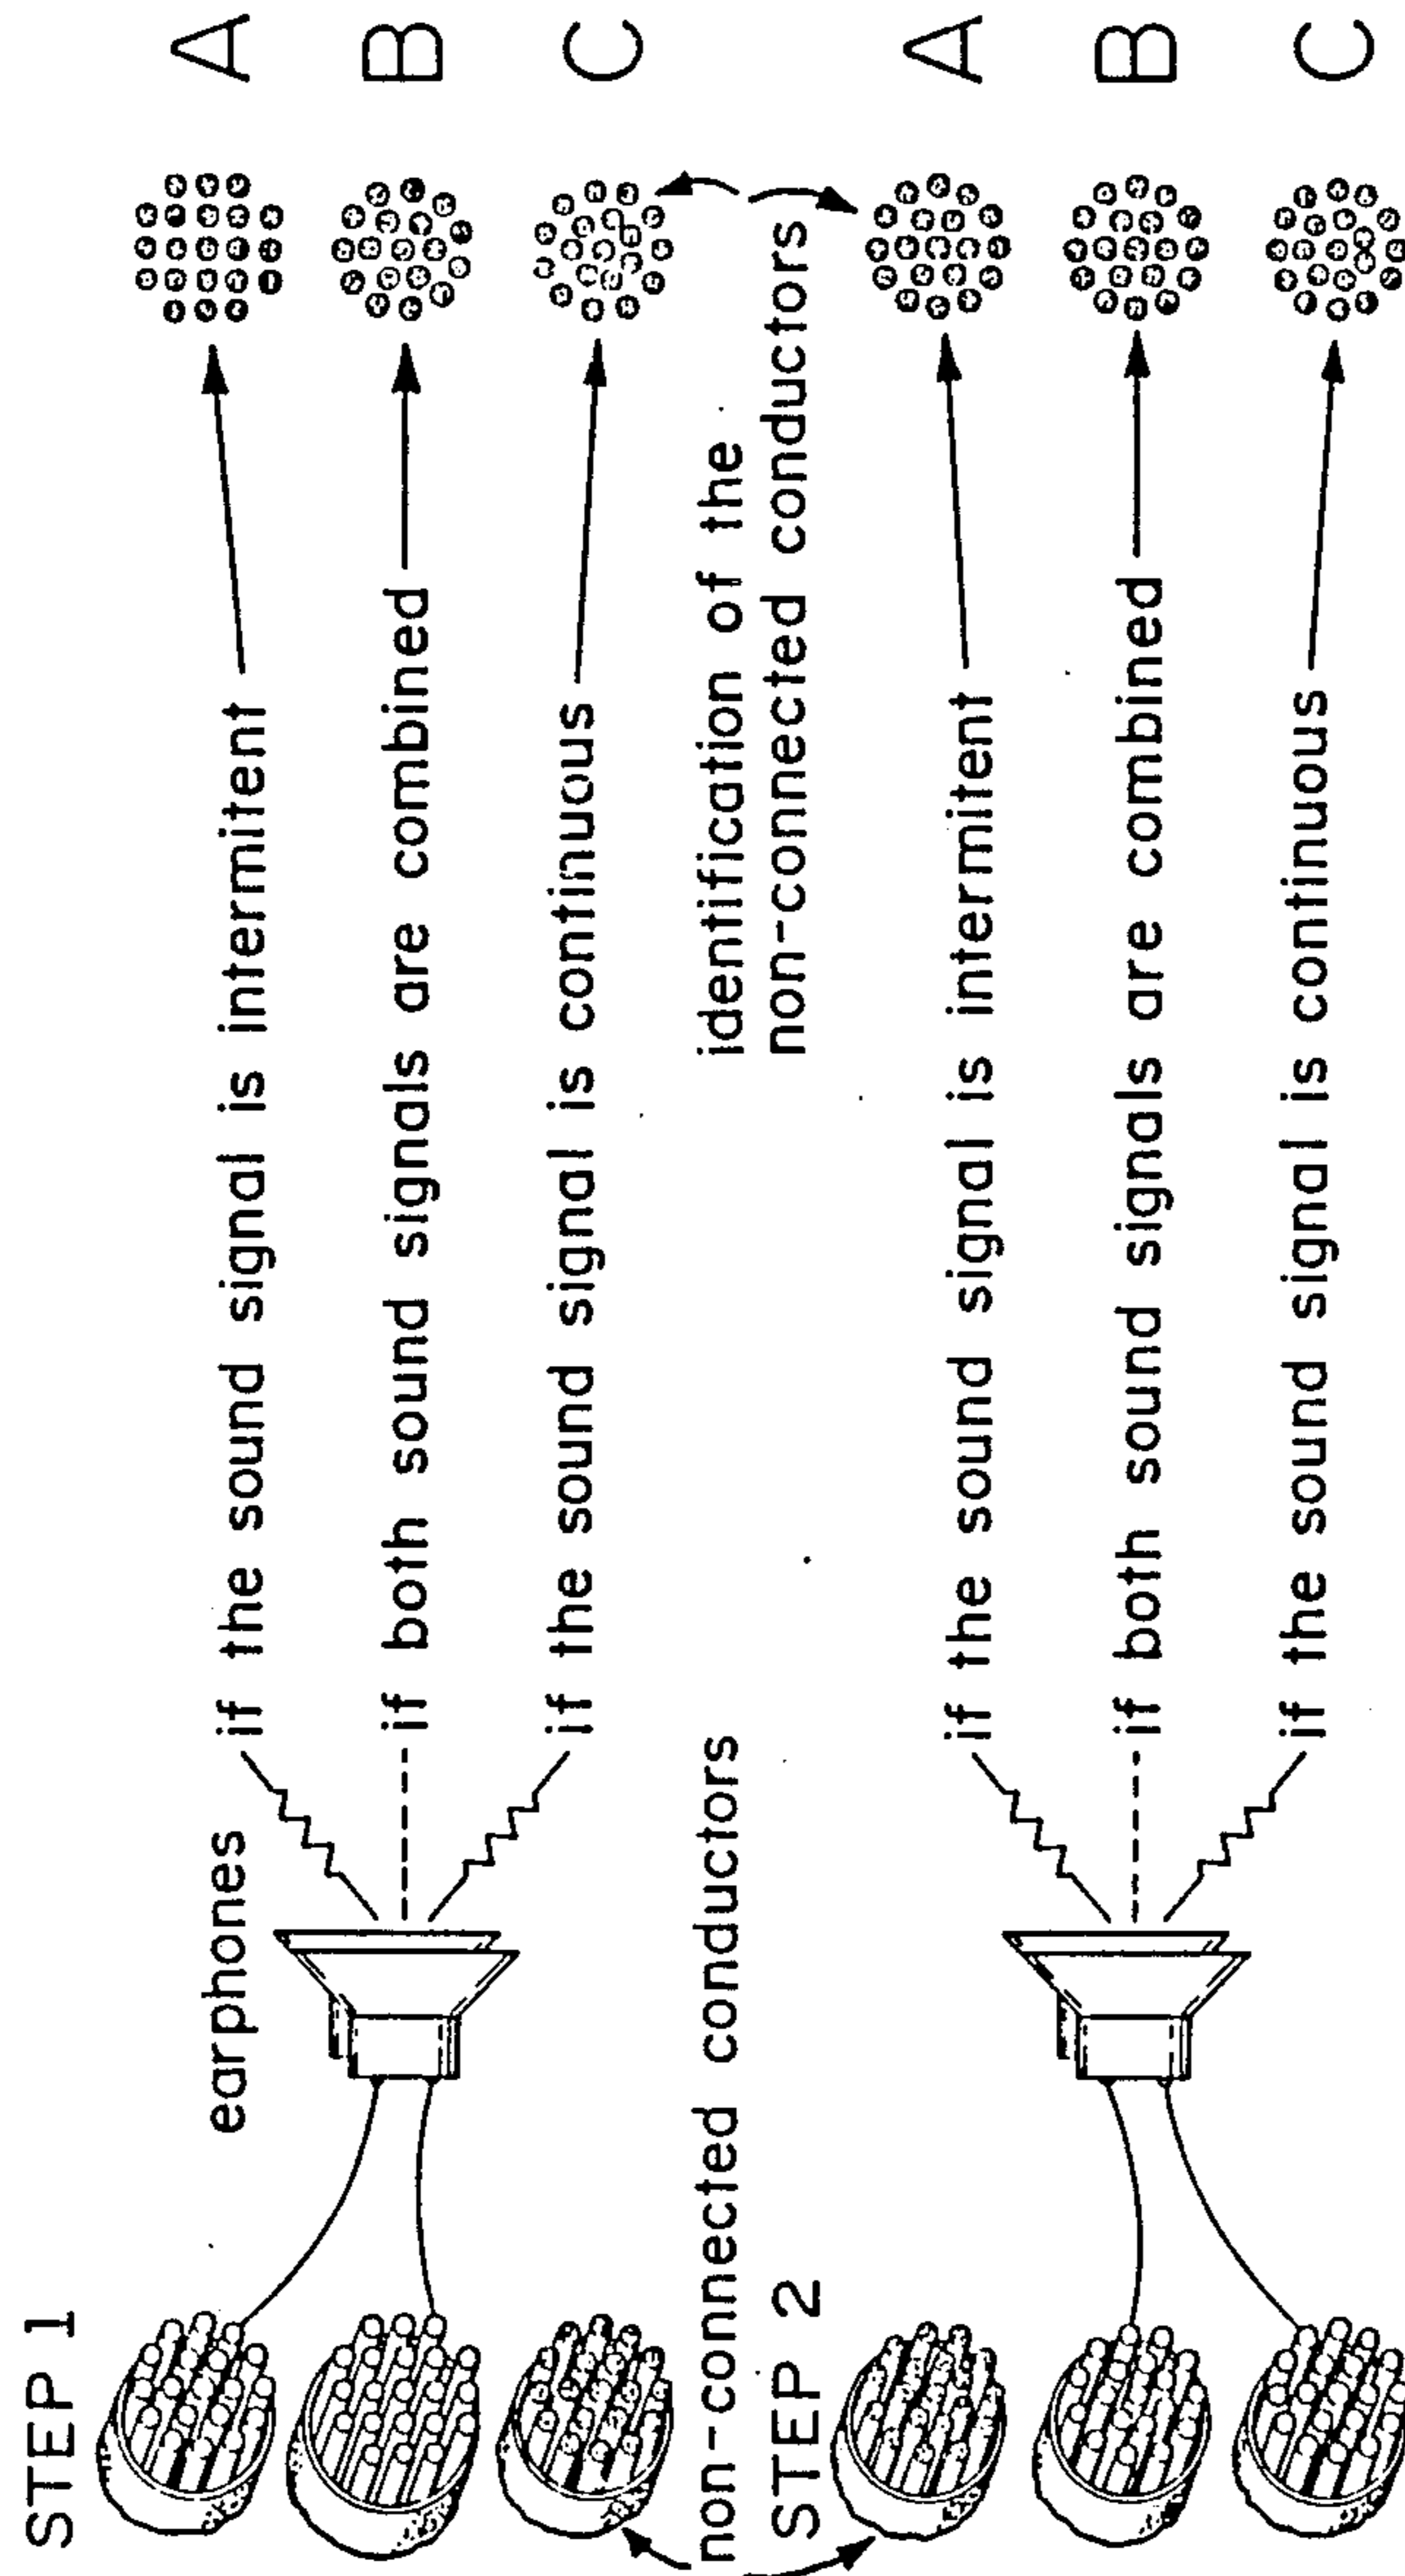 STEP 1
earphones
if the sound signal is intermitent
A
if both sound signals are combined
B
if the sound signal is continuous
C
non-connected conductors
identification of the
non-connected conductors
STEP 2
if the sound signal is intermitent
A
if both sound signals are combined
B
if the sound signal is continuous
C